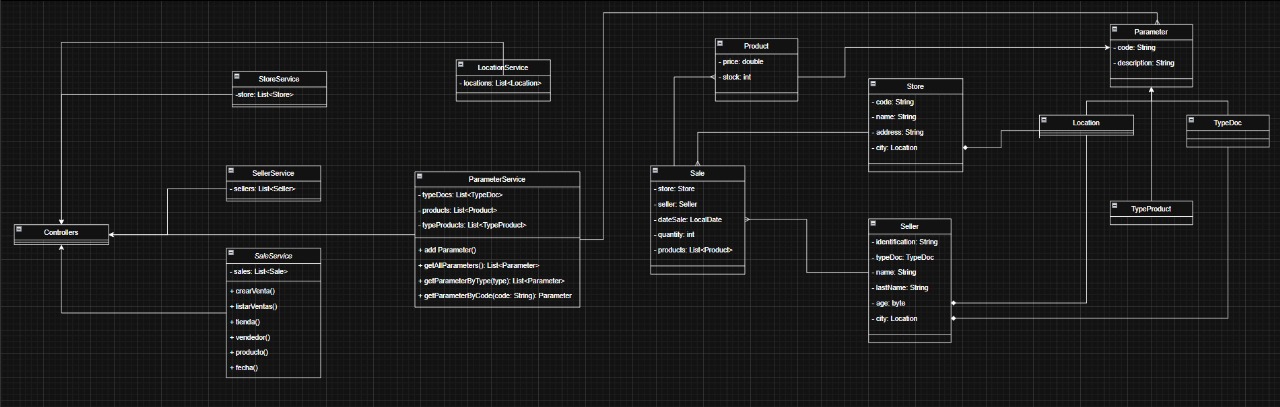 StoreService
-store: List<Store>
LocationService
- locations: List<Location>
SellerService
- sellers: List<Seller>
Controllers
SaleService
- sales: List<Sale>
+ crearVenta()
+ listarVentas
+ tienda()
+ vendedor()
+ producto()
+ fecha()
ParameterService
- typeDocs: List<TypeDoc>
- products: List<Product>
- typeProducts: List<TypeProduct>
+ add Parameter()
+ getAllParameters(): List<Parameter>
+ getParameterByType(type): List<Parameter>
+ getParameterByCode(code: String): Parameter
Product
- price: double
- stock: int
Sale
- store: Store
- seller: Seller
- dateSale: LocalDate
- quantity: int
- products: List<Product>
Store
- code: String
- name: String
- address: String
- city: Location
Seller
- identification: String
- typeDoc: TypeDoc
- name: String
- lastName: String
- age: byte
- city: Location
Parameter
- code: String
- description: String
Location
TypeDoc
TypeProduct